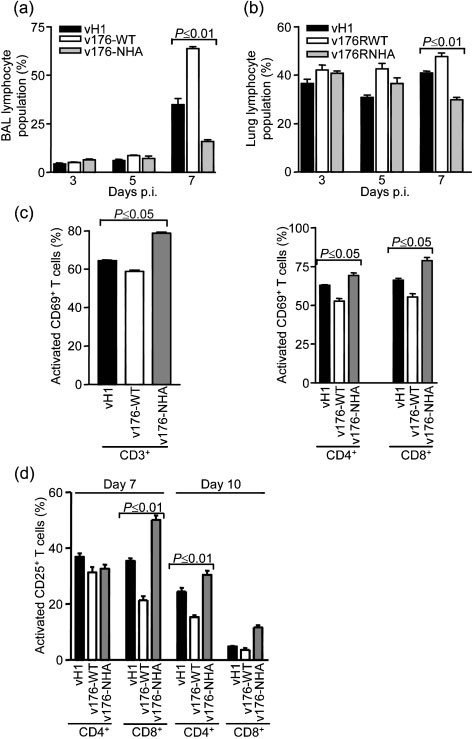 (a)
vH1
v176-WT
v176-NHA
P≤0.01
BAL lymphocyte
population (%)
75
50
25
0
3 5 7
Days p.i.
(b)
vH1
v176RWT
v176RNHA
P≤0.01
Lung lymphocyte
population (%)
60
40
20
0
3 5 7
Days p.i.
(c)
P≤0.05
Activated CD69+ T cells (%)
80
60
40
20
0
vH1
v176-WT
v176-NHA
CD3+
P≤0.05
P≤0.05
Activated CD69+ T cells (%)
100
75
50
25
0
vH1
v176-WT
v176-NHA
vH1
v176-WT
v176-NHA
CD4+ CD8+
(d)
Day 7 Day 10
P≤0.01
P≤0.01
Activated CD25+ T cells (%)
60
40
20
0
vH1
v176-WT
v176-NHA
vH1
v176-WT
v176-NHA
vH1
v176-WT
v176-NHA
vH1
v176-WT
v176-NHA
CD4+ CD8+ CD4+ CD8+